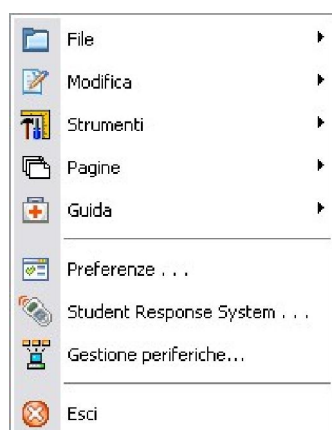 File
Modifica
Strumenti
Pagine
Guida
Preferenze . . .
Student Response System . . .
Gestione periferiche...
Esci